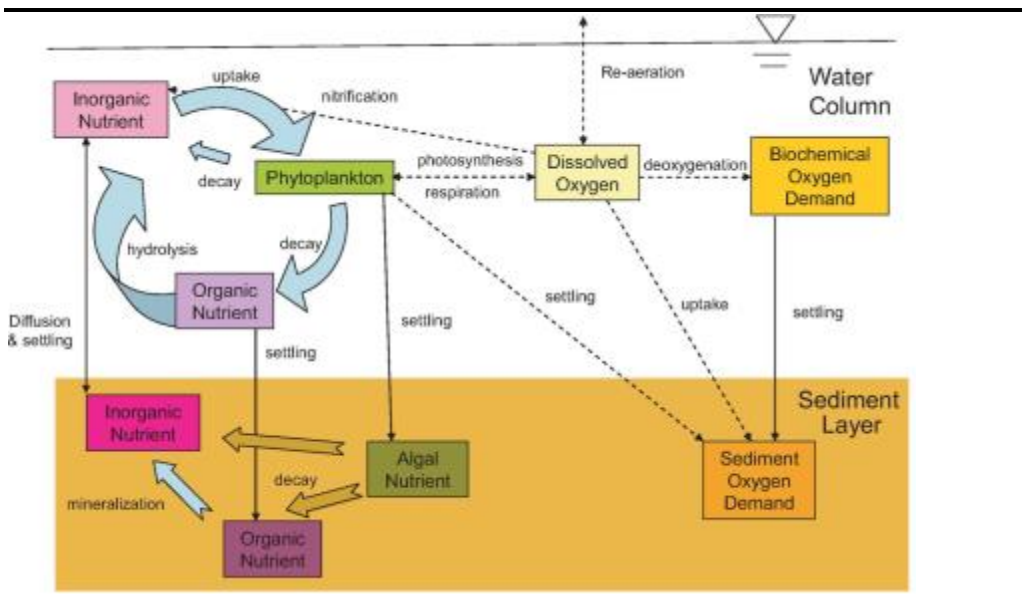 Re-aeration
Water
Column
uptake
nitrification
Inorganic
Nutrient
decay
Phytoplankton
photosynthesis
respiration
Dissolved
Oxygen
deoxygenation
Biochemical
Oxygen
Demand
hydrolysis
decay
Organic
Nutrient
Diffusion
& settling
settling
settling
settling
uptake
settling
Sediment
Layer
Inorganic
Nutrient
Algal
Nutrient
decay
mineralization
Organic
Nutrient
Sediment
Oxygen
Demand